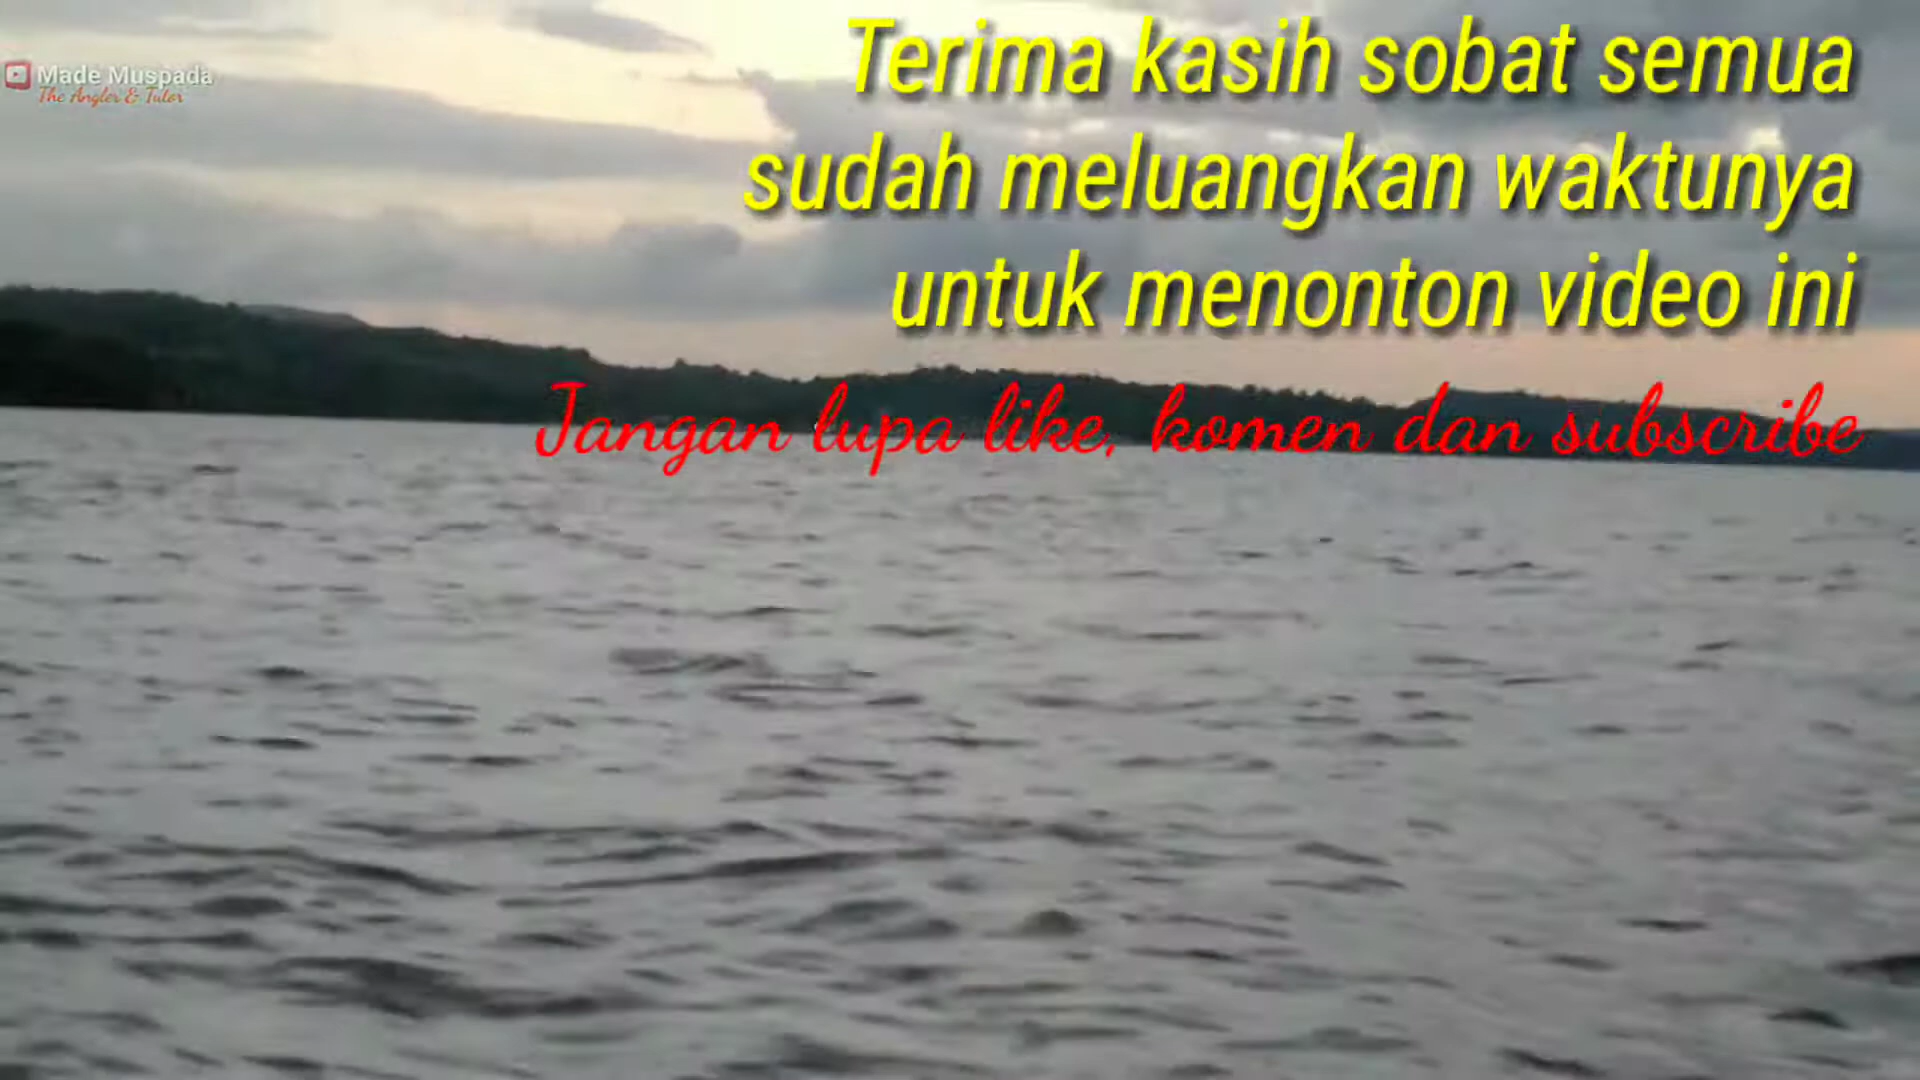 Made Muspada
The Angler & Tutor
Terima kasih sobat semua
sudah meluangkan waktunya
untuk menonton video ini
Jangan lupa like, komen dan subscribe